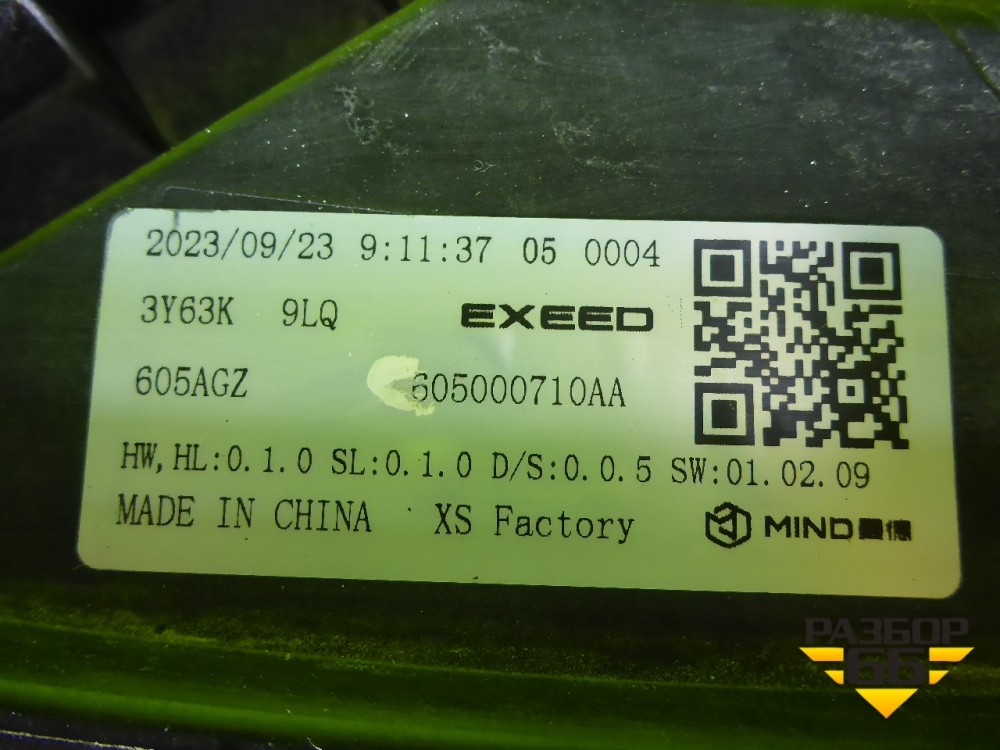 2023/09/23 9:11:37 05 0004
3Y63K 9LQ EXEED
605AGZ 605000710AA
HW,HL:0.1.0 SL:0.1.0 D/S:0.0.5 SW:01.02.09
MADE IN CHINA XS Factory MIND
РАЗБОР
66